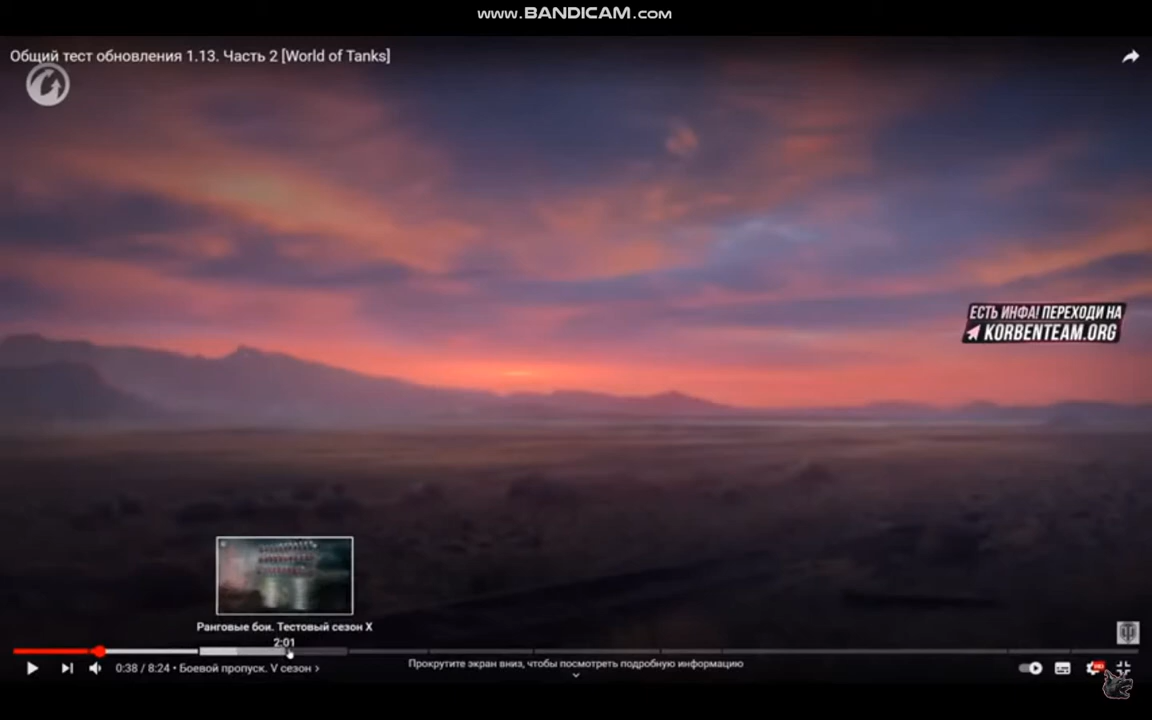 www.BANDICAM.com
Общий тест обновления 1.13. Часть 2 [World of Tanks]
ЕСТЬ ИНФА! ПЕРЕХОДИ НА
KORBENTEAM.ORG
Ранговые бои. Тестовый сезон X
2:01
0:38 / 8:24 • Боевой пропуск. V сезон ›
Прокрутите экран вниз, чтобы посмотреть подробную информацию
HD